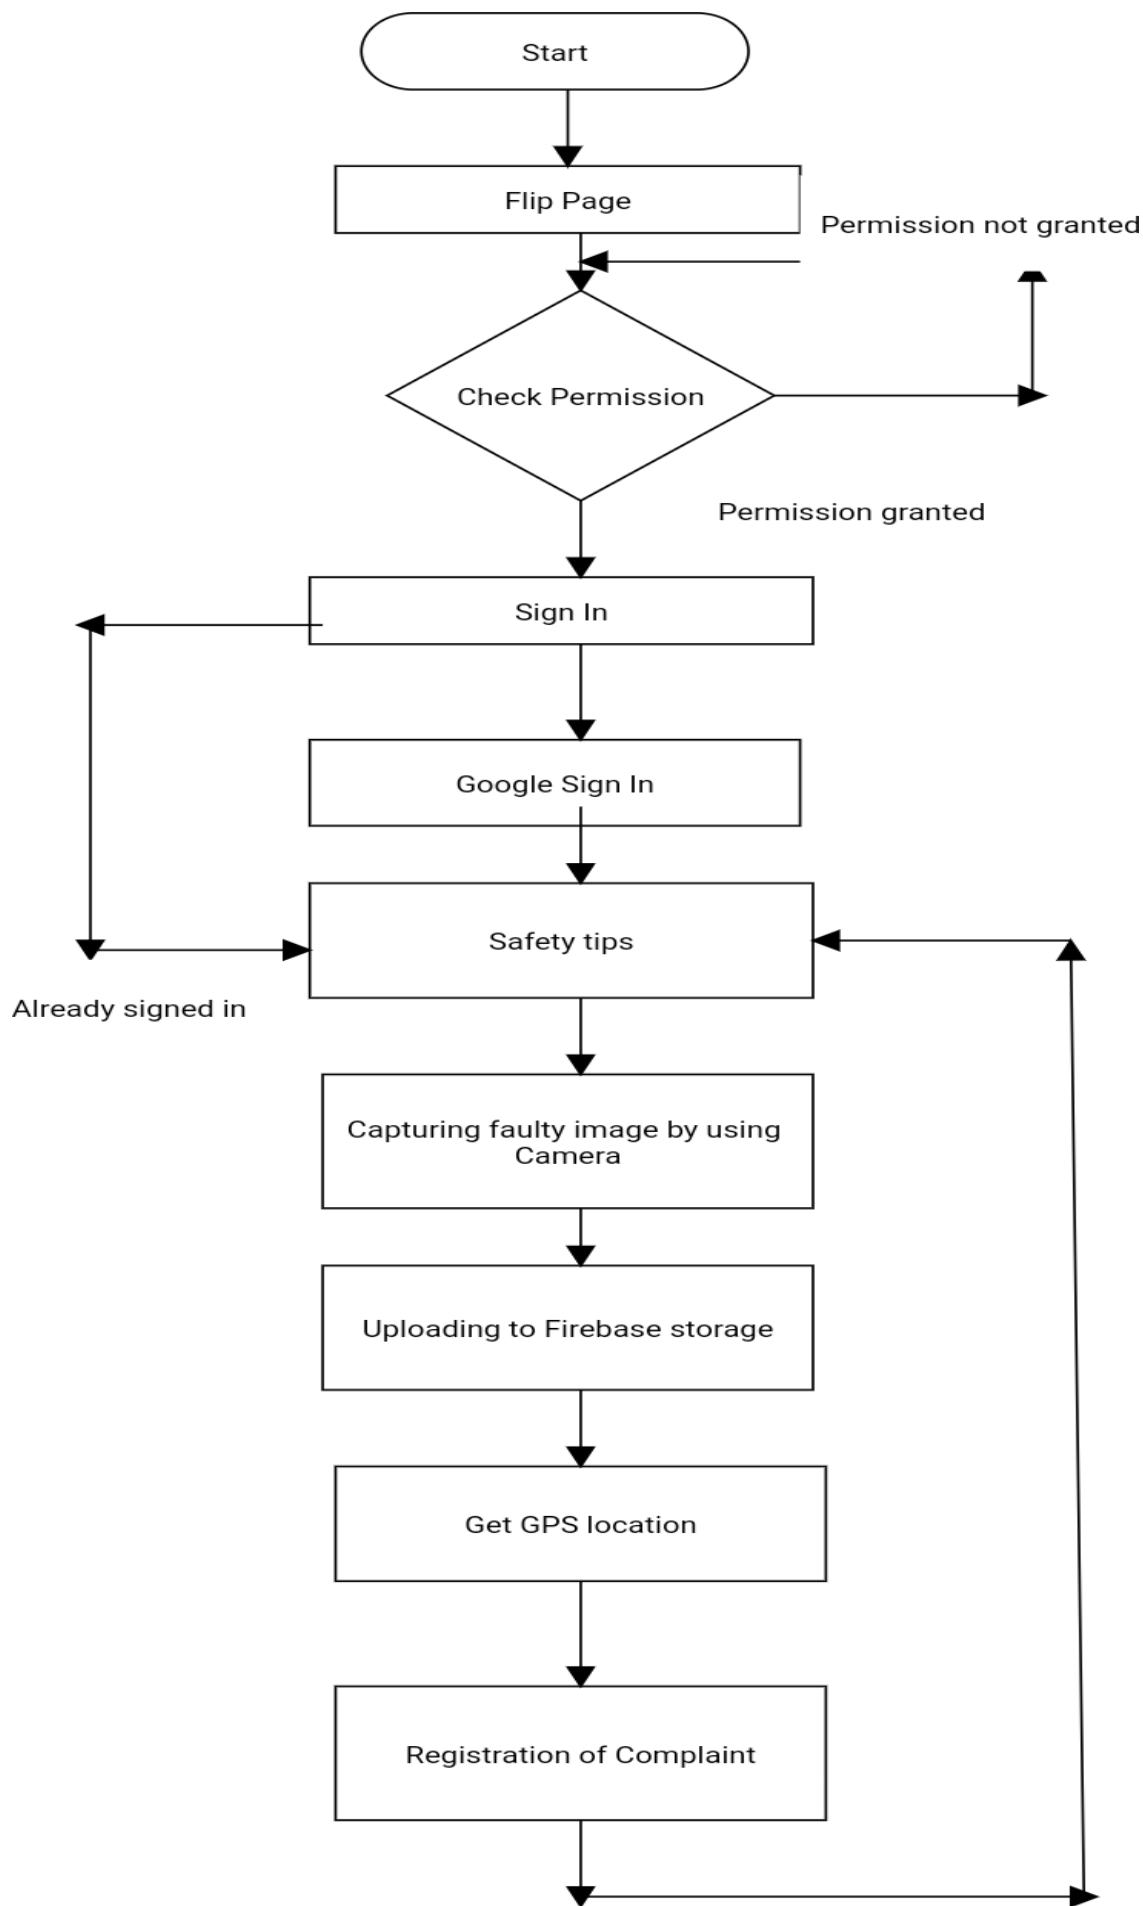 Start
Flip Page
Permission not granted
Check Permission
Permission granted
Sign In
Google Sign In
Safety tips
Already signed in
Capturing faulty image by using
Camera
Uploading to Firebase storage
Get GPS location
Registration of Complaint